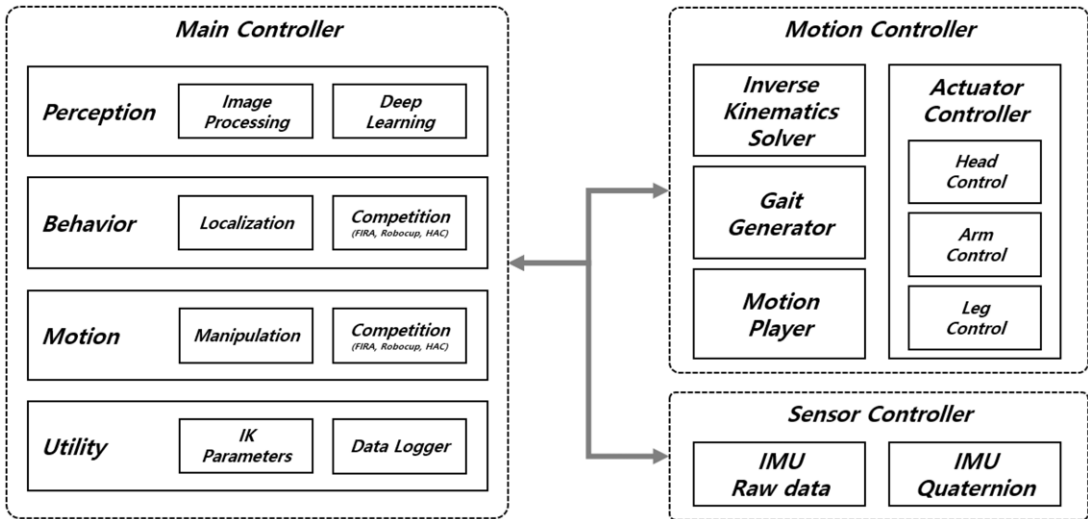 Main Controller
Perception
Image
Processing
Deep
Learning
Behavior
Localization
Competition
(FIRA, Robocup, HAC)
Motion
Manipulation
Competition
(FIRA, Robocup, HAC)
Utility
IK
Parameters
Data Logger
Motion Controller
Inverse
Kinematics
Solver
Gait
Generator
Motion
Player
Actuator
Controller
Head
Control
Arm
Control
Leg
Control
Sensor Controller
IMU
Raw data
IMU
Quaternion